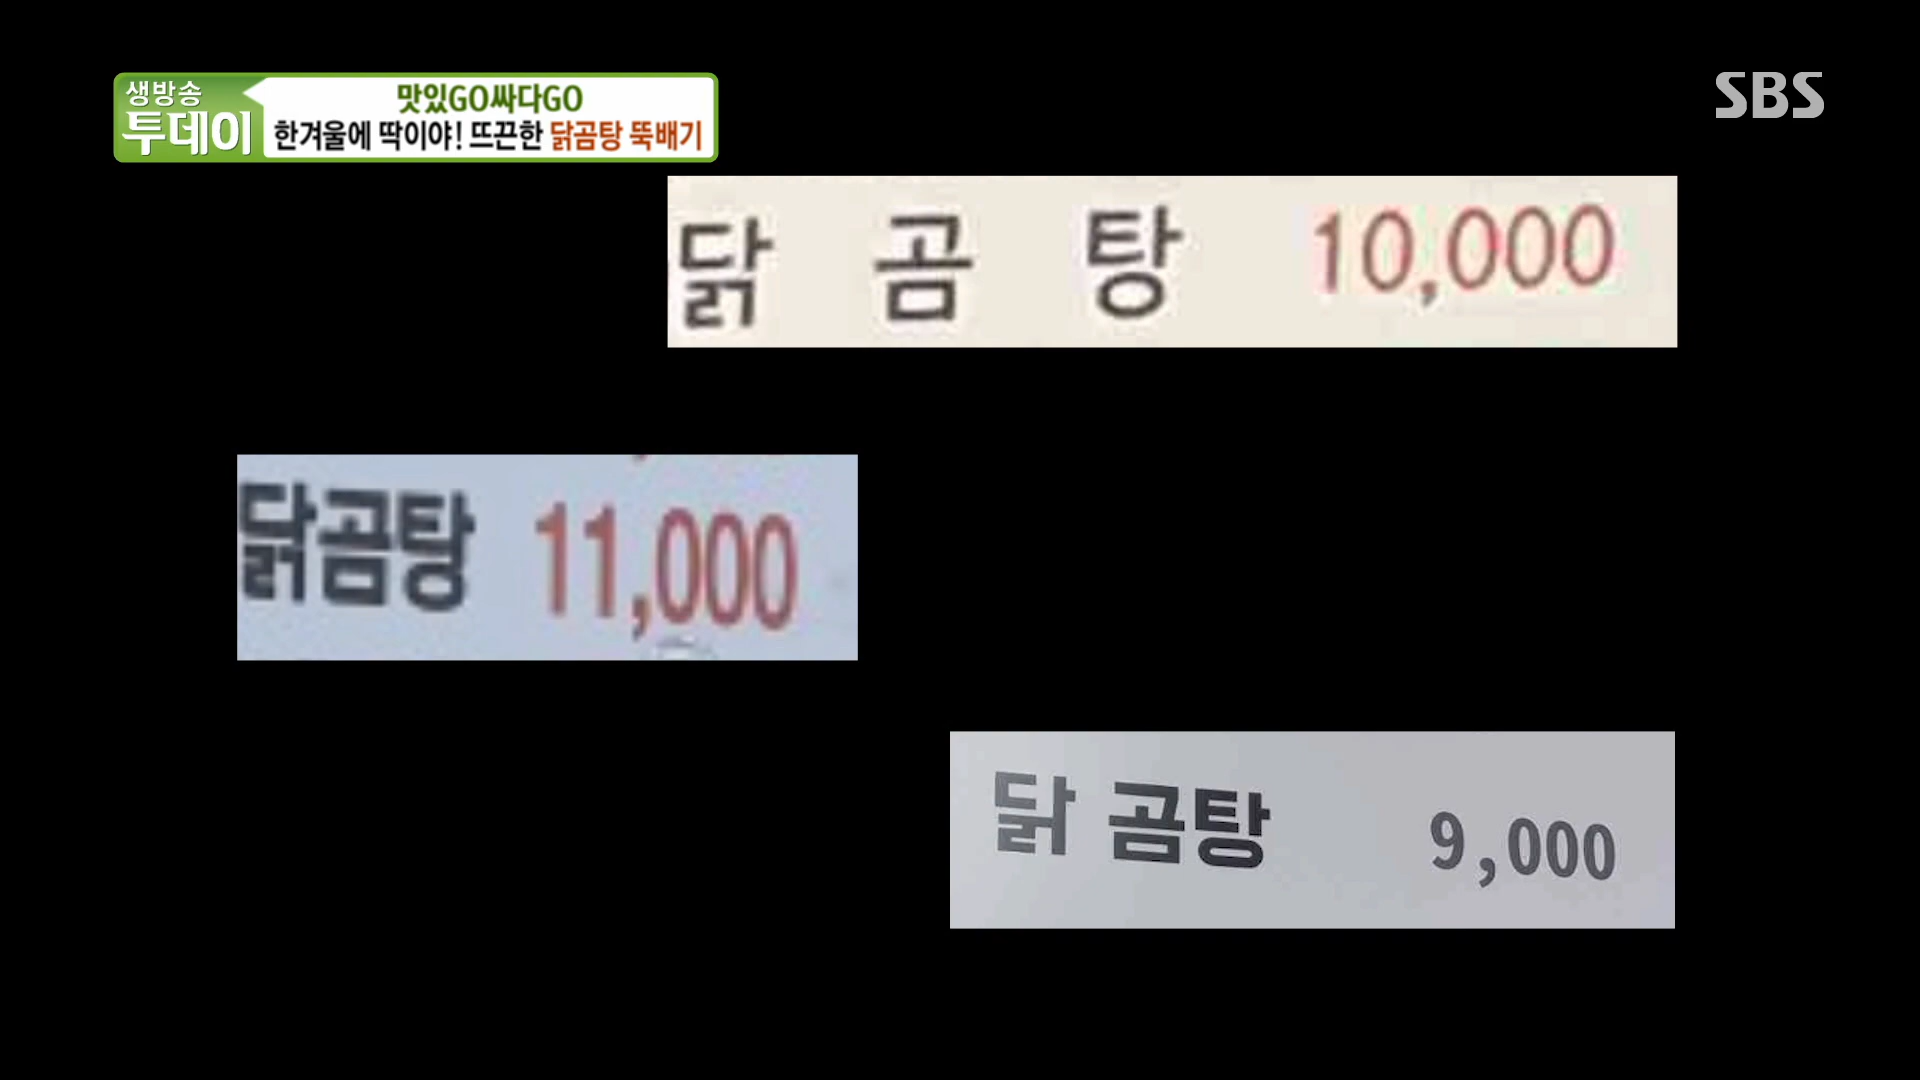 생방송
투데이
맛있GO싸다GO
한겨울에 딱이야! 뜨끈한 닭곰탕 뚝배기
SBS
닭 곰 탕 10,000
닭곰탕 11,000
닭 곰탕 9,000